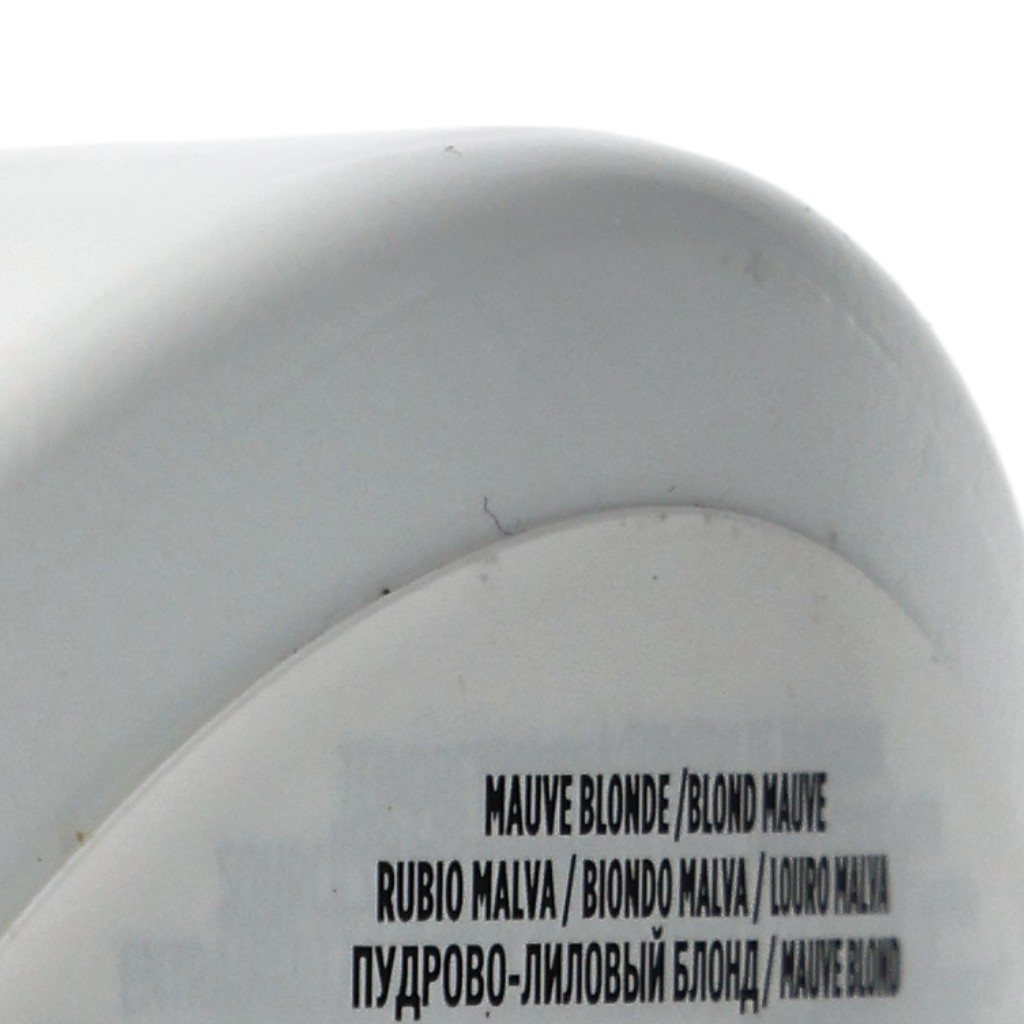 MAUVE BLONDE / BLOND MAUVE
RUBIO MALVA / BIONDO MALVA / LOURO MALVA
ПУДРОВО-ЛИЛОВЫЙ БЛОНД / MAUVE BLOND